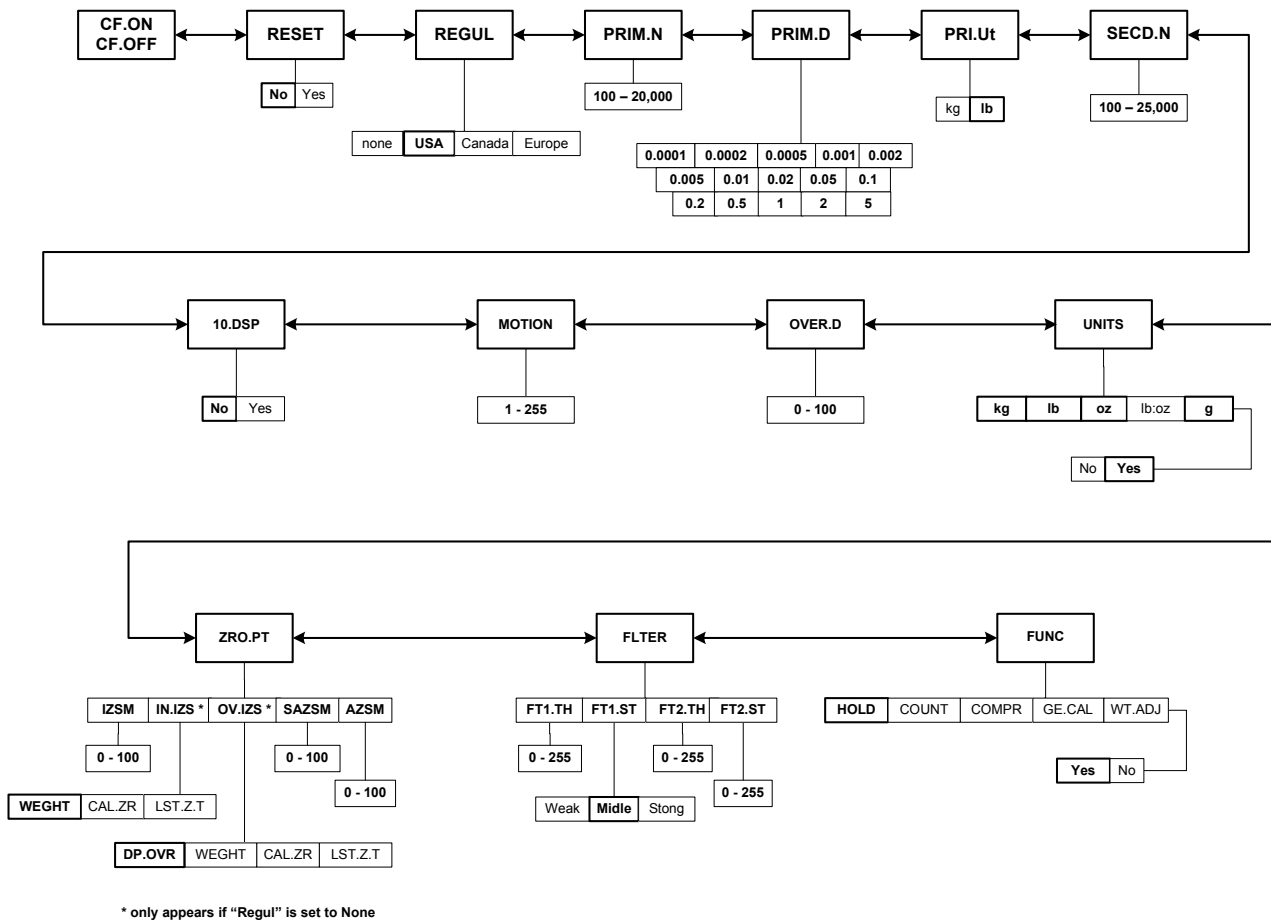 CF.ON
CF.OFF
RESET
REGUL
PRIM.N
PRIM.D
PRI.Ut
SECD.N
No Yes
100 – 20,000
kg lb
100 – 25,000
none USA Canada Europe
0.0001 0.0002 0.0005 0.001 0.002
0.005 0.01 0.02 0.05 0.1
0.2 0.5 1 2 5
10.DSP
MOTION
OVER.D
UNITS
No Yes
1 - 255
0 - 100
kg lb oz lb:oz g
No Yes
ZRO.PT
FLTER
FUNC
IZSM IN.IZS * OV.IZS * SAZSM AZSM
FT1.TH FT1.ST FT2.TH FT2.ST
HOLD COUNT COMPR GE.CAL WT.ADJ
0 - 100
0 - 100
0 - 255
0 - 255
Yes No
0 - 100
0 - 255
WEGHT CAL.ZR LST.Z.T
Weak Midle Stong
DP.OVR WEGHT CAL.ZR LST.Z.T
* only appears if “Regul” is set to None